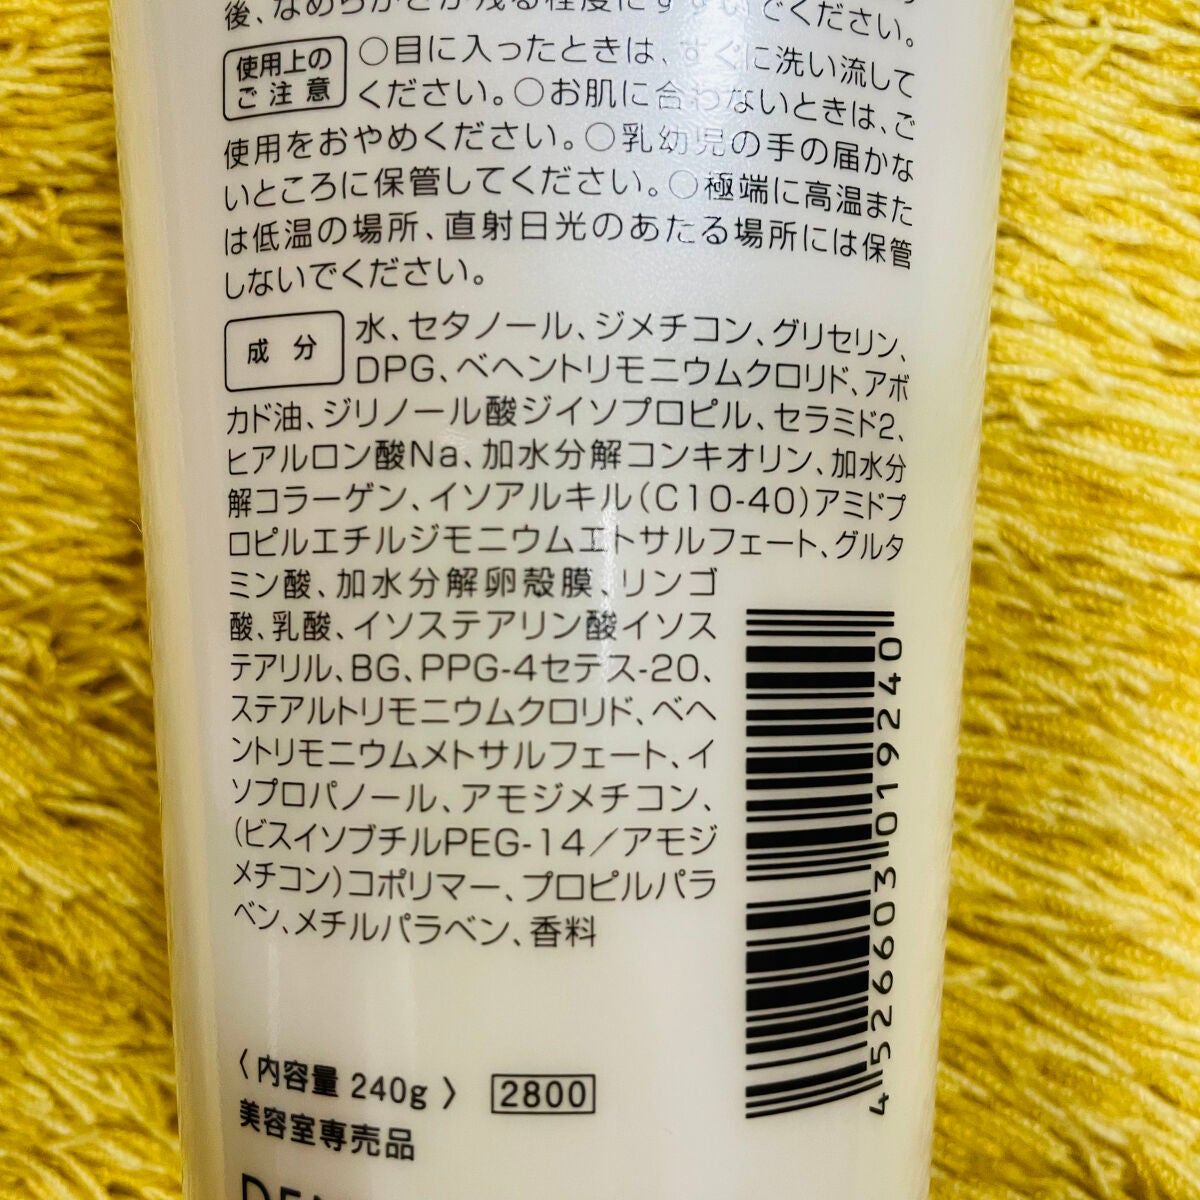 後、なめらかさが残る程度にすすいでください。
使用上の
ご注意
○目に入ったときは、すぐに洗い流して
ください。○お肌に合わないときは、ご
使用をおやめください。○乳幼児の手の届かな
いところに保管してください。○極端に高温また
は低温の場所、直射日光のあたる場所には保管
しないでください。
成分
水、セタノール、ジメチコン、グリセリン、
DPG、ベヘントリモニウムクロリド、アボ
カド油、ジリノール酸ジイソプロピル、セラミド2、
ヒアルロン酸Na、加水分解コンキオリン、加水分
解コラーゲン、イソアルキル(C10-40)アミドプ
ロピルエチルジモニウムエトサルフェート、グルタ
ミン酸、加水分解卵殻膜、リンゴ
酸、乳酸、イソステアリン酸イソス
テアリル、BG、PPG-4セテス-20、
ステアルトリモニウムクロリド、ベヘ
ントリモニウムメトサルフェート、イ
ソプロパノール、アモジメチコン、
(ビスイソブチルPEG-14/アモジ
メチコン)コポリマー、プロピルパラ
ベン、メチルパラベン、香料
4526603019240
〈内容量 240g〉 2800
美容室専売品